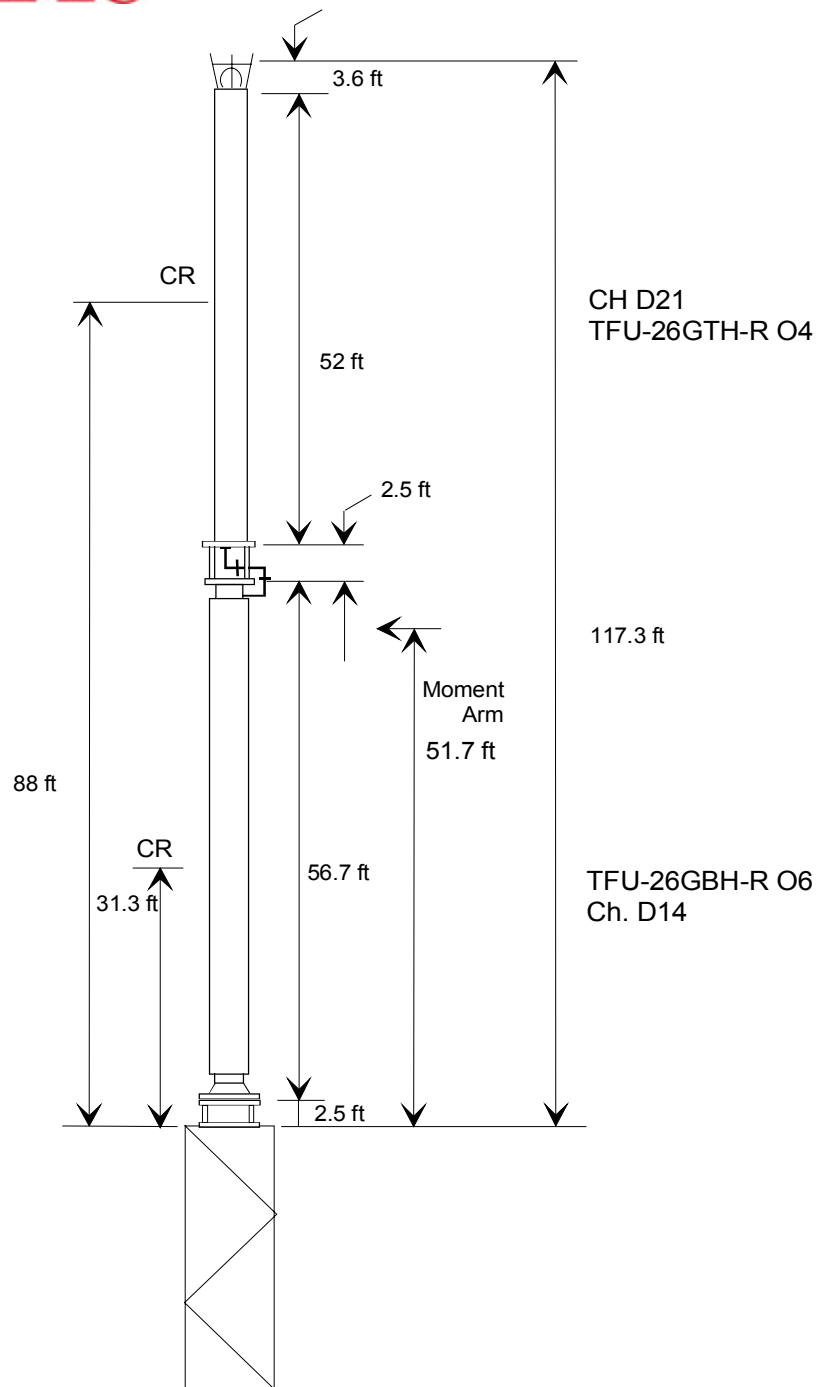 3.6 ft
CR
CH D21
TFU-26GTH-R O4
52 ft
2.5 ft
117.3 ft
Moment
Arm
51.7 ft
88 ft
CR
31.3 ft
56.7 ft
TFU-26GBH-R O6
Ch. D14
2.5 ft